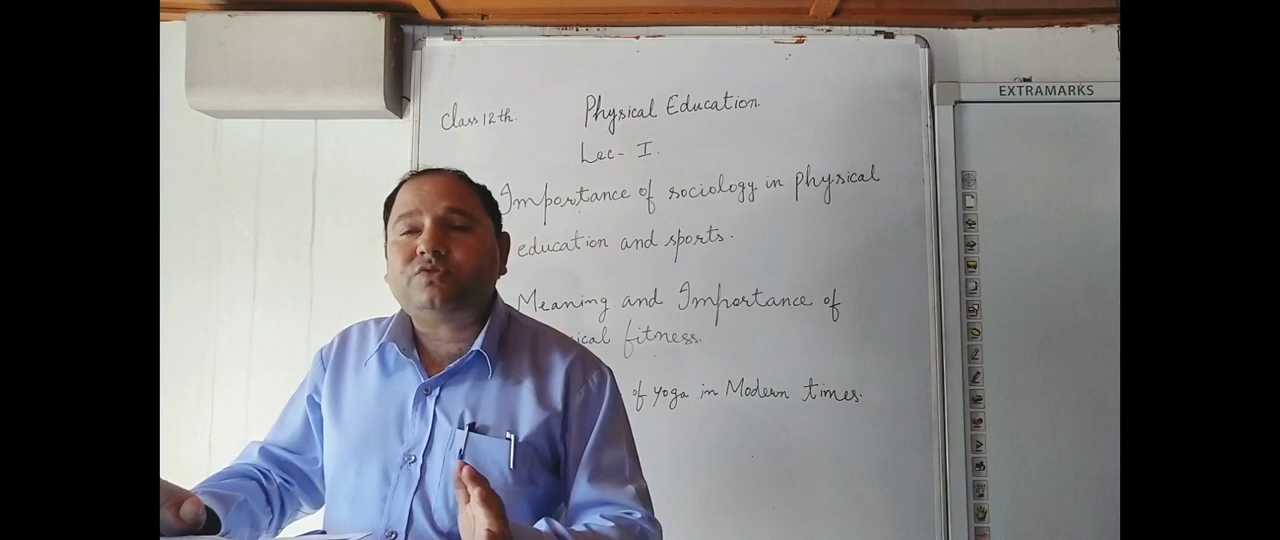 EXTRAMARKS
Class 12th.
Physical Education
Lec- I.
Importance of sociology in physical
education and sports.
Meaning and Importance of
ical fitness.
of yoga in Modern times.